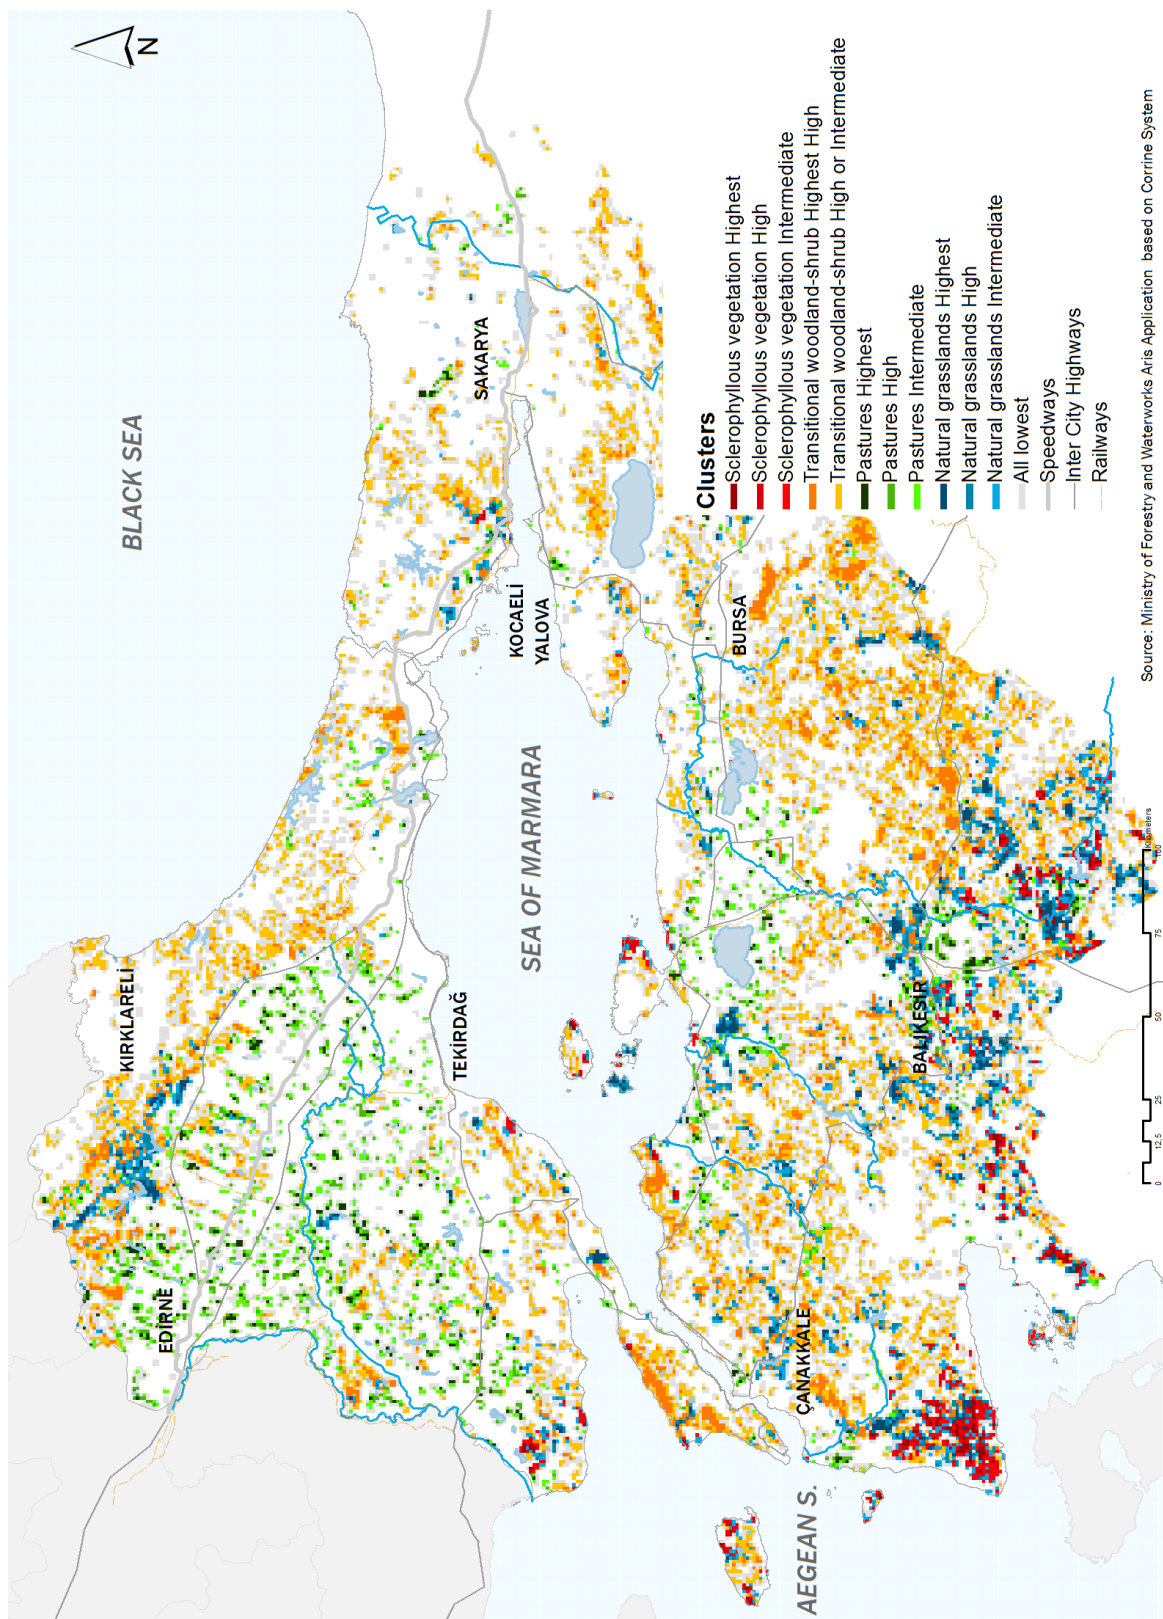 N
BLACK SEA
KIRKLARELİ
EDİRNE
TEKİRDAĞ
SAKARYA
KOCAELİ
YALOVA
SEA OF MARMARA
BURSA
BALIKESİR
ÇANAKKALE
AEGEAN S.
Clusters
Sclerophyllous vegetation Highest
Sclerophyllous vegetation High
Sclerophyllous vegetation Intermediate
Transitional woodland-shrub Highest High
Transitional woodland-shrub High or Intermediate
Pastures Highest
Pastures High
Pastures Intermediate
Natural grasslands Highest
Natural grasslands High
Natural grasslands Intermediate
All lowest
Speedways
Inter City Highways
Railways
0 12,5 25 50 75 100
Kilometers
Source: Ministry of Forestry and Waterworks Aris Application based on Corrine System